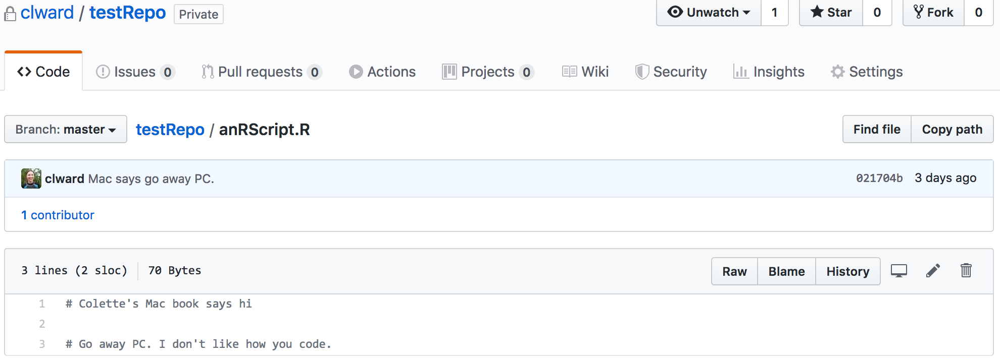 clward / testRepo Private Unwatch 1 Star 0 Fork 0
Code Issues 0 Pull requests 0 Actions Projects 0 Wiki Security Insights Settings
Branch: master testRepo / anRScript.R Find file Copy path
clward Mac says go away PC. 021704b 3 days ago
1 contributor
3 lines (2 sloc) 70 Bytes Raw Blame History
1 # Colette's Mac book says hi
2
3 # Go away PC. I don't like how you code.